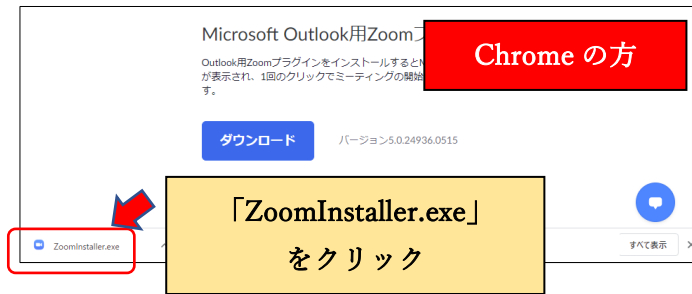 Microsoft Outlook用Zoomプ
Chrome の方
Outlook用ZoomプラグインをインストールするとM
が表示され、1回のクリックでミーティングの開始
す。
ダウンロード
バージョン5.0.24936.0515
「ZoomInstaller.exe」
をクリック
ZoomInstaller.exe
すべて表示